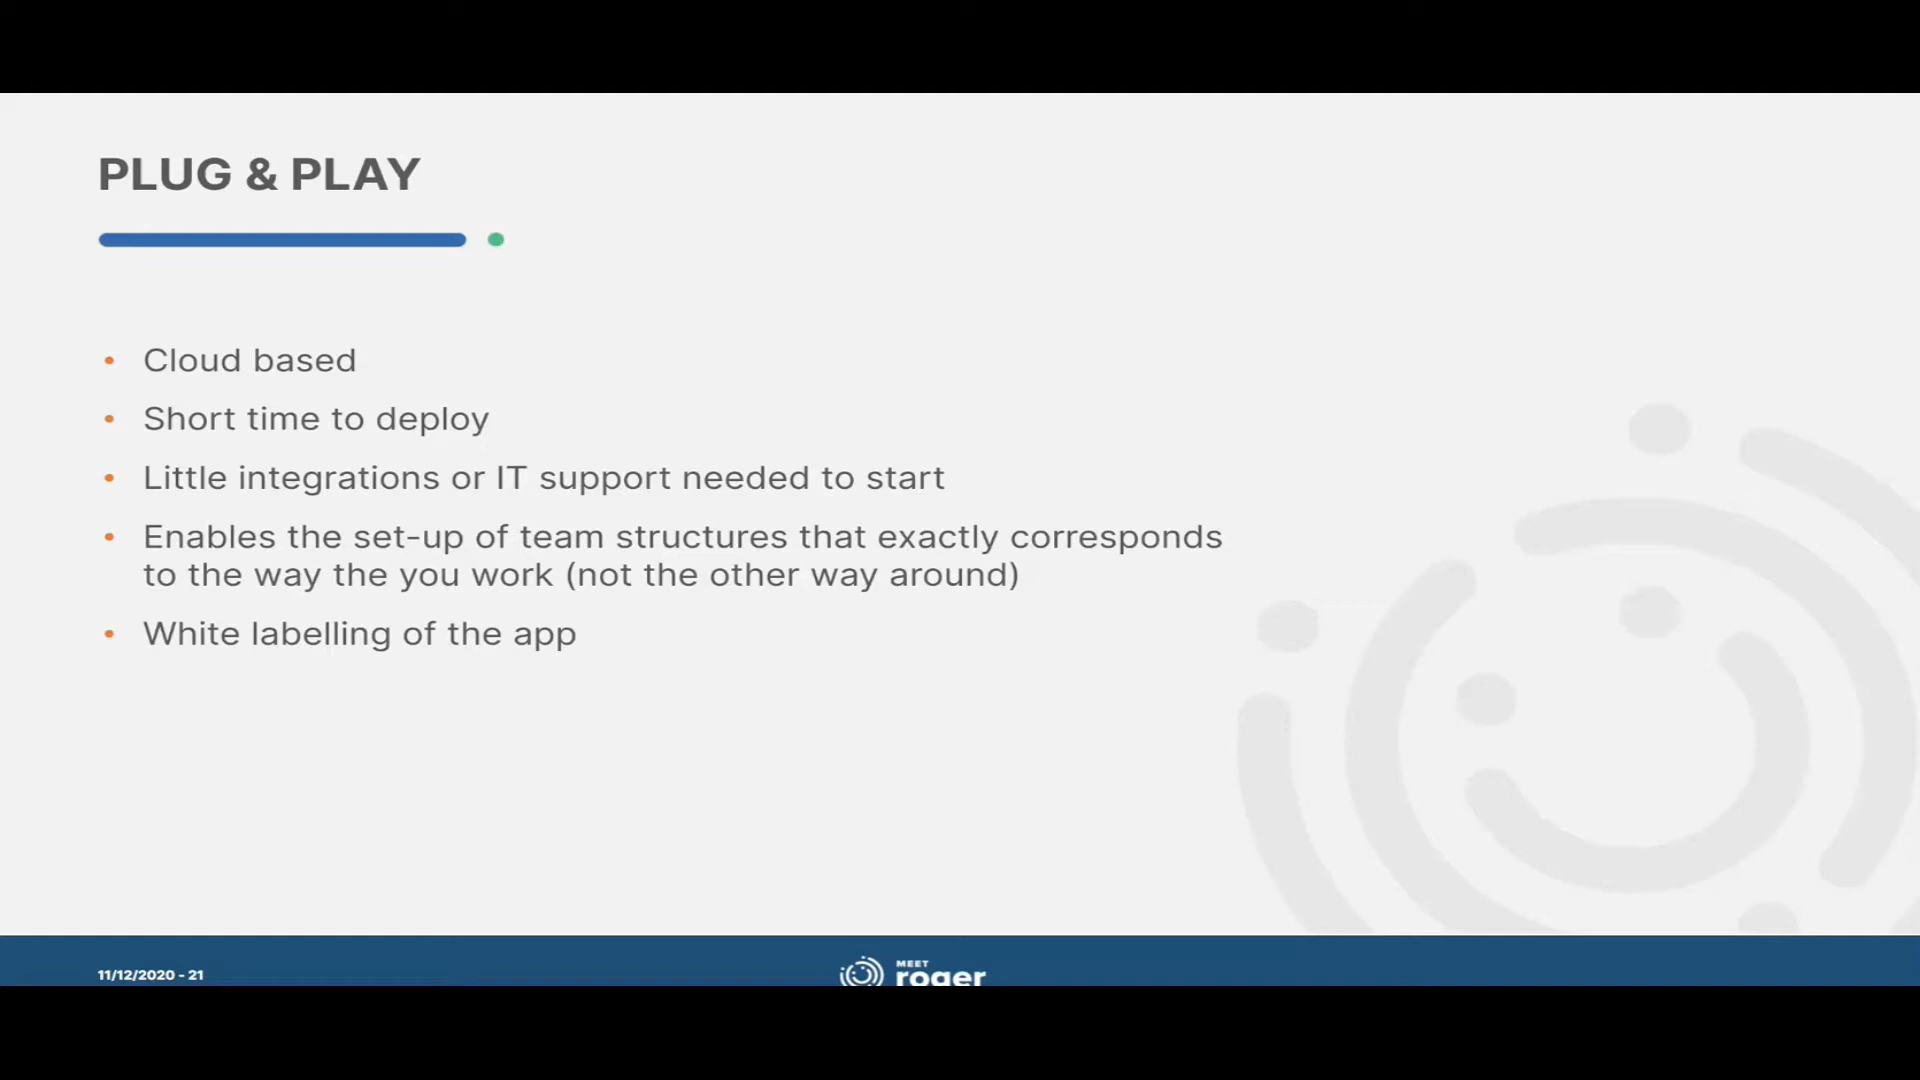 PLUG & PLAY
• Cloud based
• Short time to deploy
• Little integrations or IT support needed to start
• Enables the set-up of team structures that exactly corresponds
to the way the you work (not the other way around)
• White labelling of the app
11/12/2020 - 21
MEET
roger